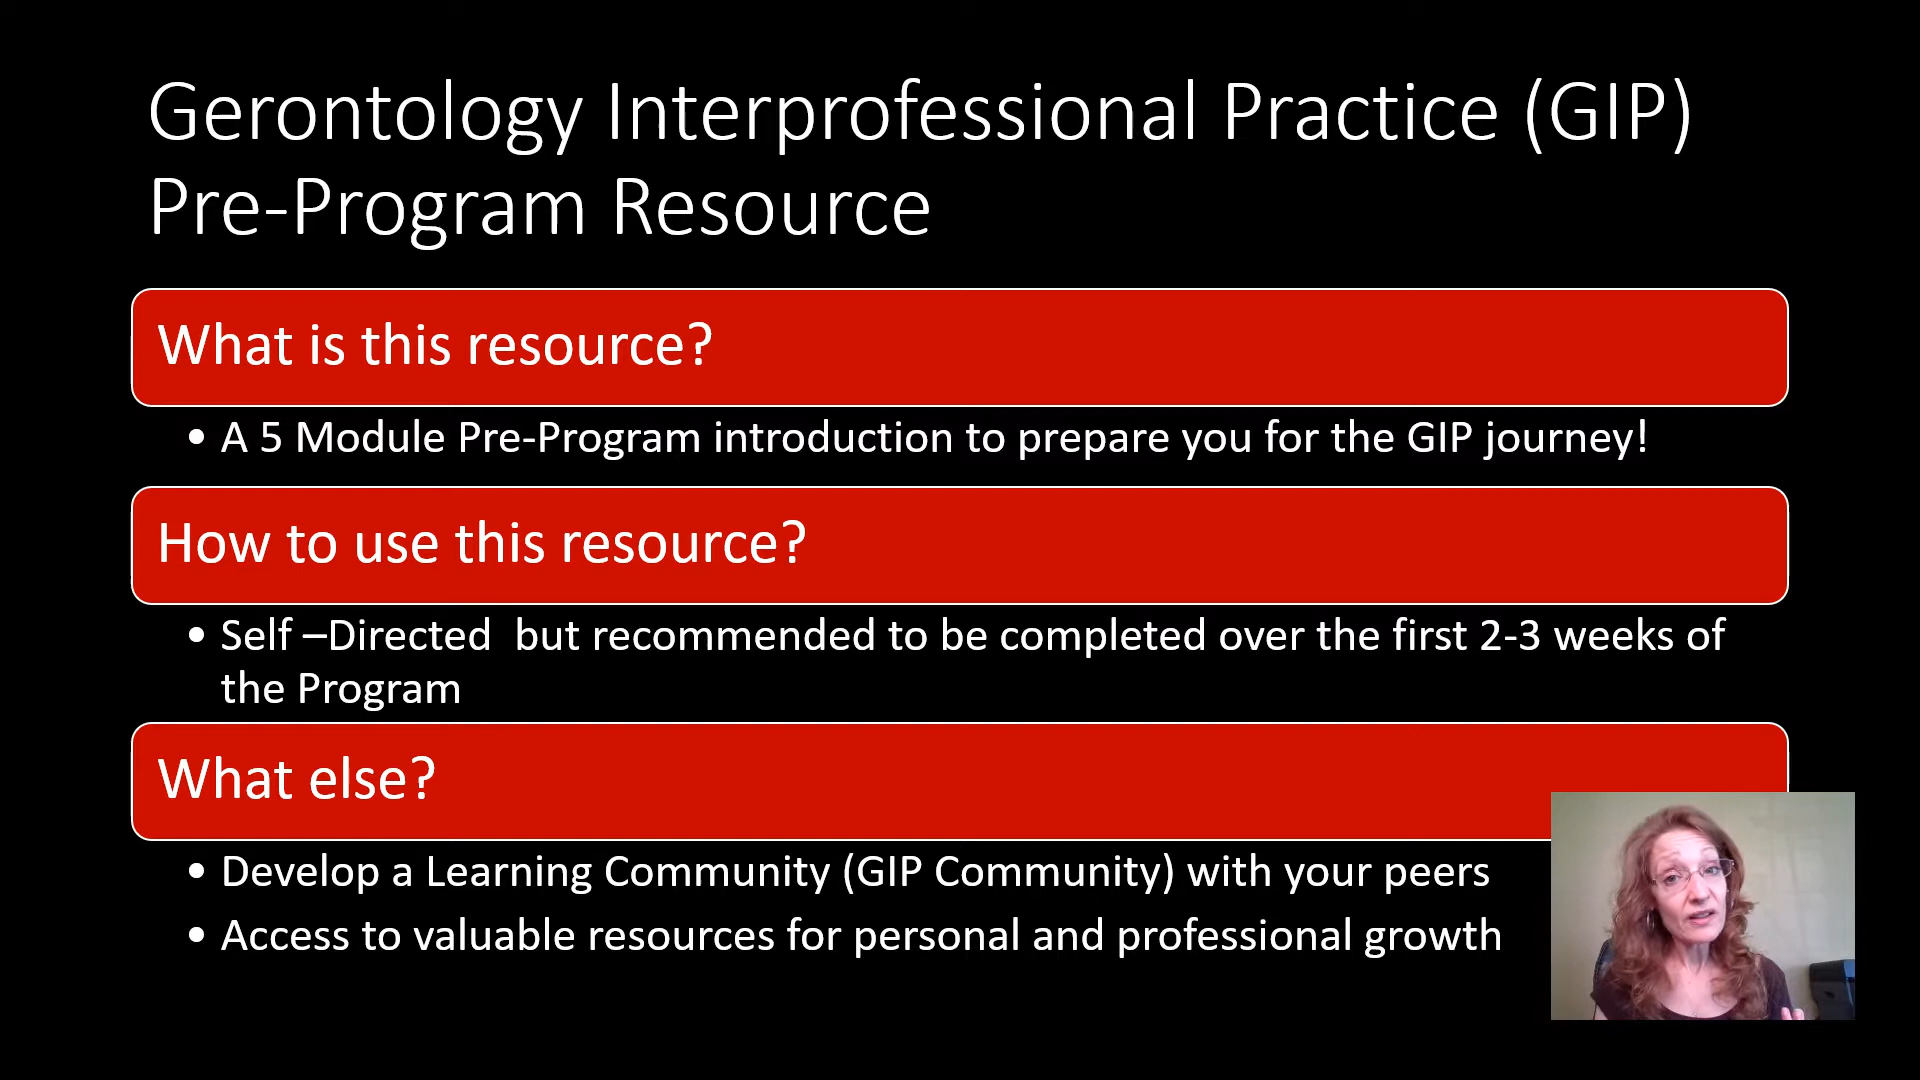 Gerontology Interprofessional Practice (GIP)
Pre-Program Resource
What is this resource?
• A 5 Module Pre-Program introduction to prepare you for the GIP journey!
How to use this resource?
• Self –Directed  but recommended to be completed over the first 2-3 weeks of
the Program
What else?
• Develop a Learning Community (GIP Community) with your peers
• Access to valuable resources for personal and professional growth